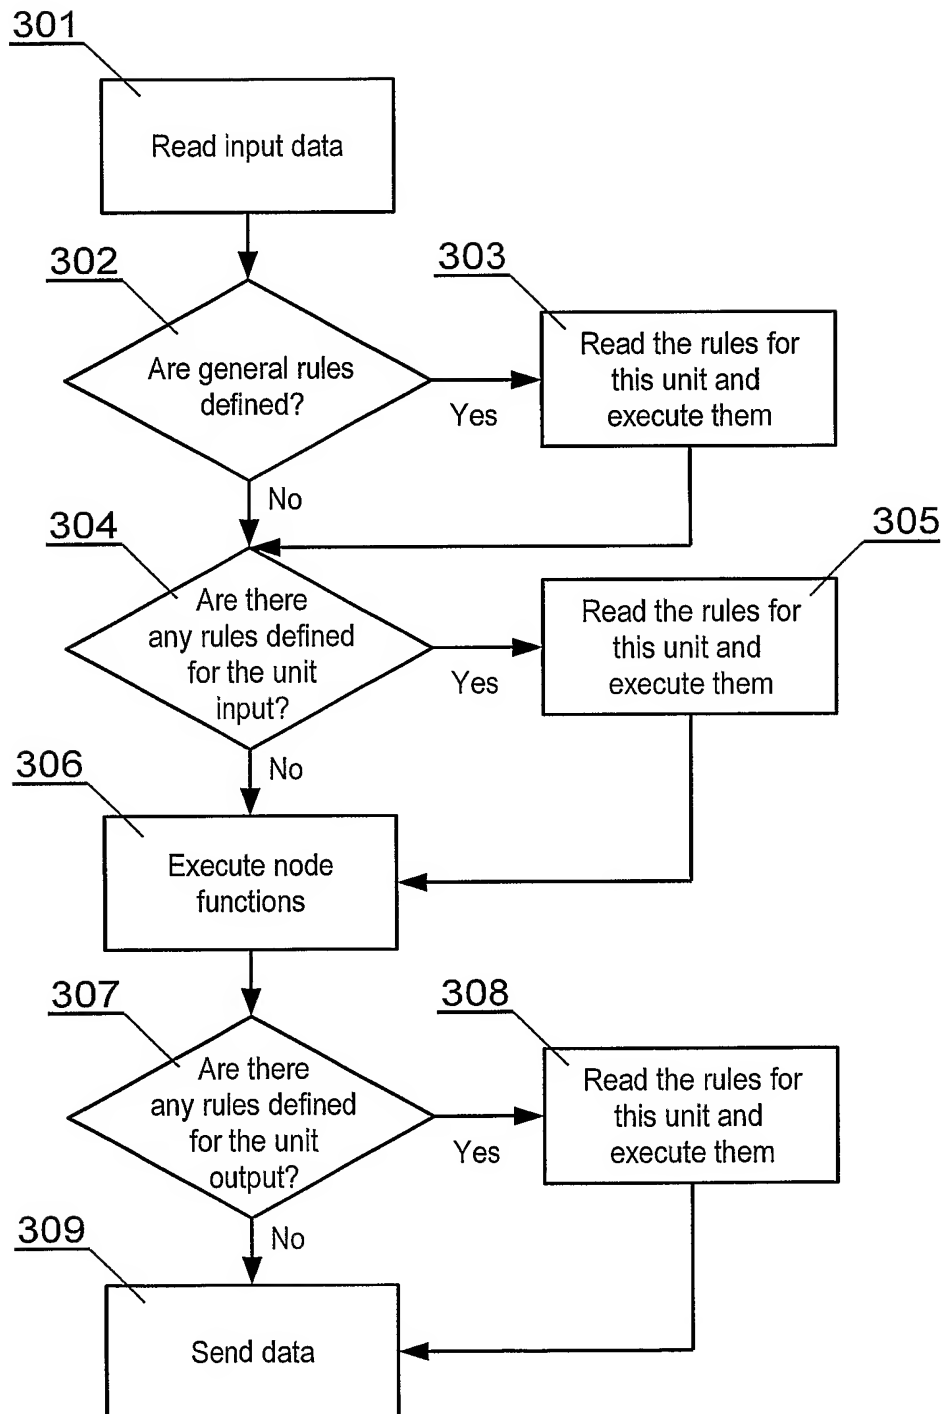 301
Read input data
302
303
Are general rules
defined?
Yes
Read the rules for
this unit and
execute them
No
304
305
Are there
any rules defined
for the unit
input?
Yes
Read the rules for
this unit and
execute them
No
306
Execute node
functions
307
308
Are there
any rules defined
for the unit
output?
Yes
Read the rules for
this unit and
execute them
No
309
Send data